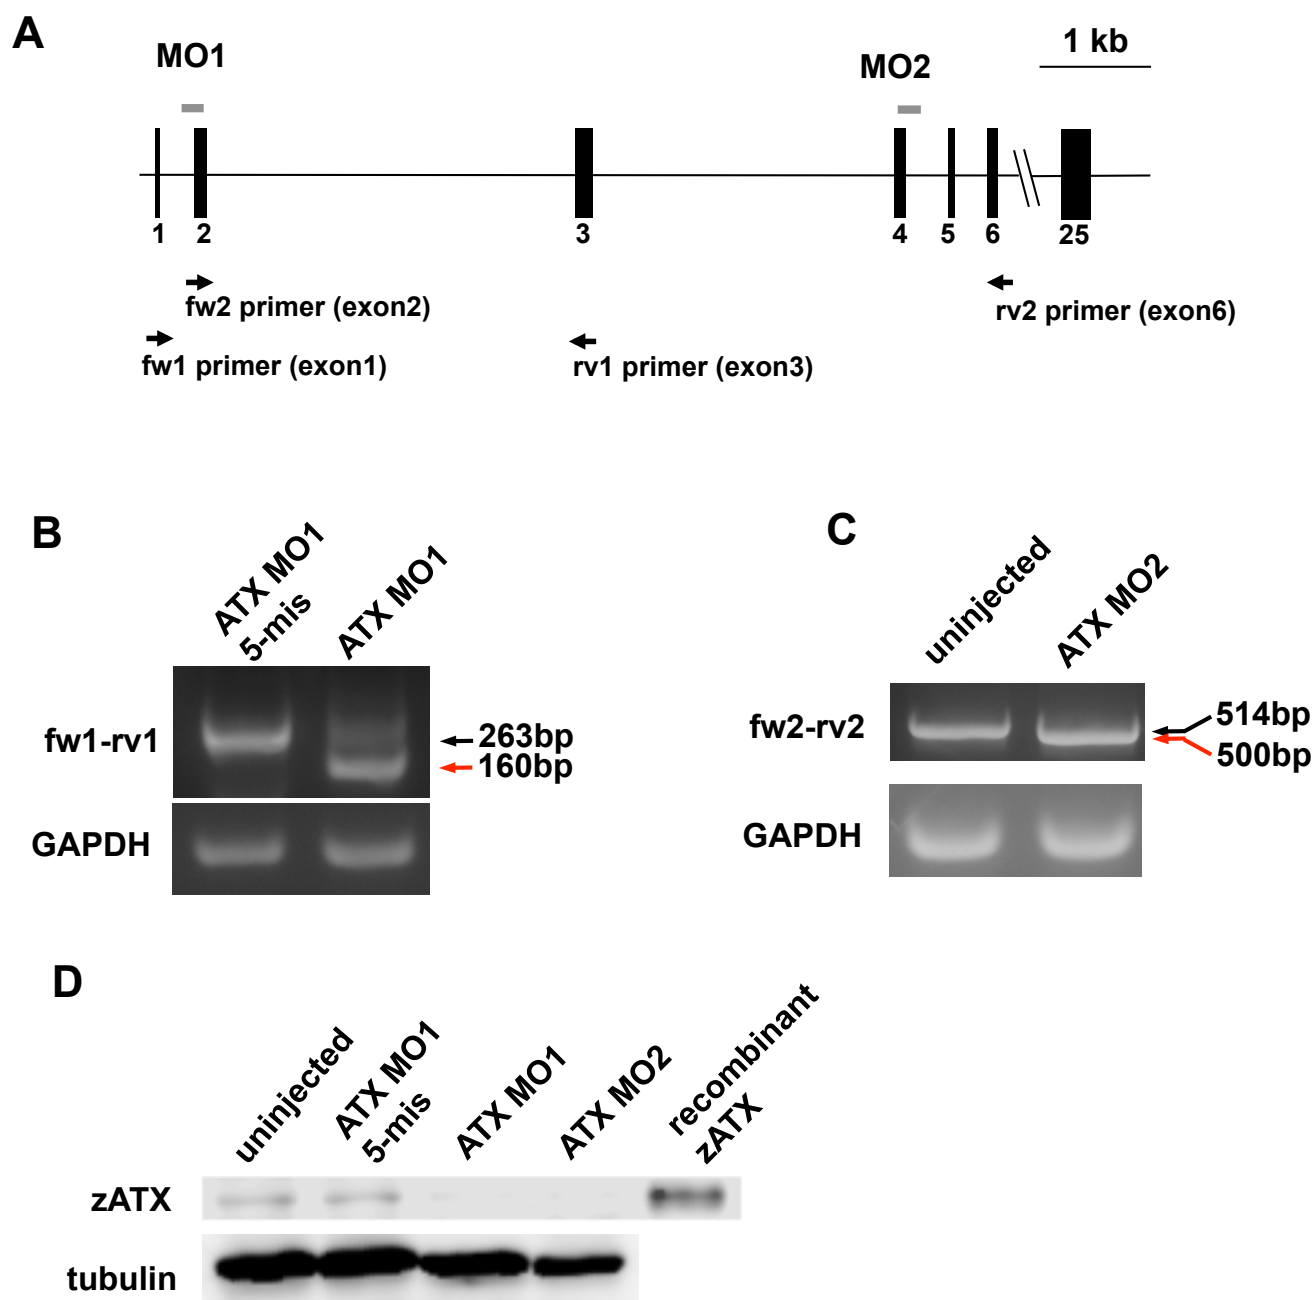 A
MO1
MO2
1 kb
1
2
3
4
5
6
25
fw2 primer (exon2)
rv2 primer (exon6)
fw1 primer (exon1)
rv1 primer (exon3)
B
ATX MO1
5-mis
ATX MO1
fw1-rv1
263bp
160bp
GAPDH
C
uninjected
ATX MO2
fw2-rv2
514bp
500bp
GAPDH
D
uninjected
ATX MO1
5-mis
ATX MO1
ATX MO2
recombinant
zATX
zATX
tubulin